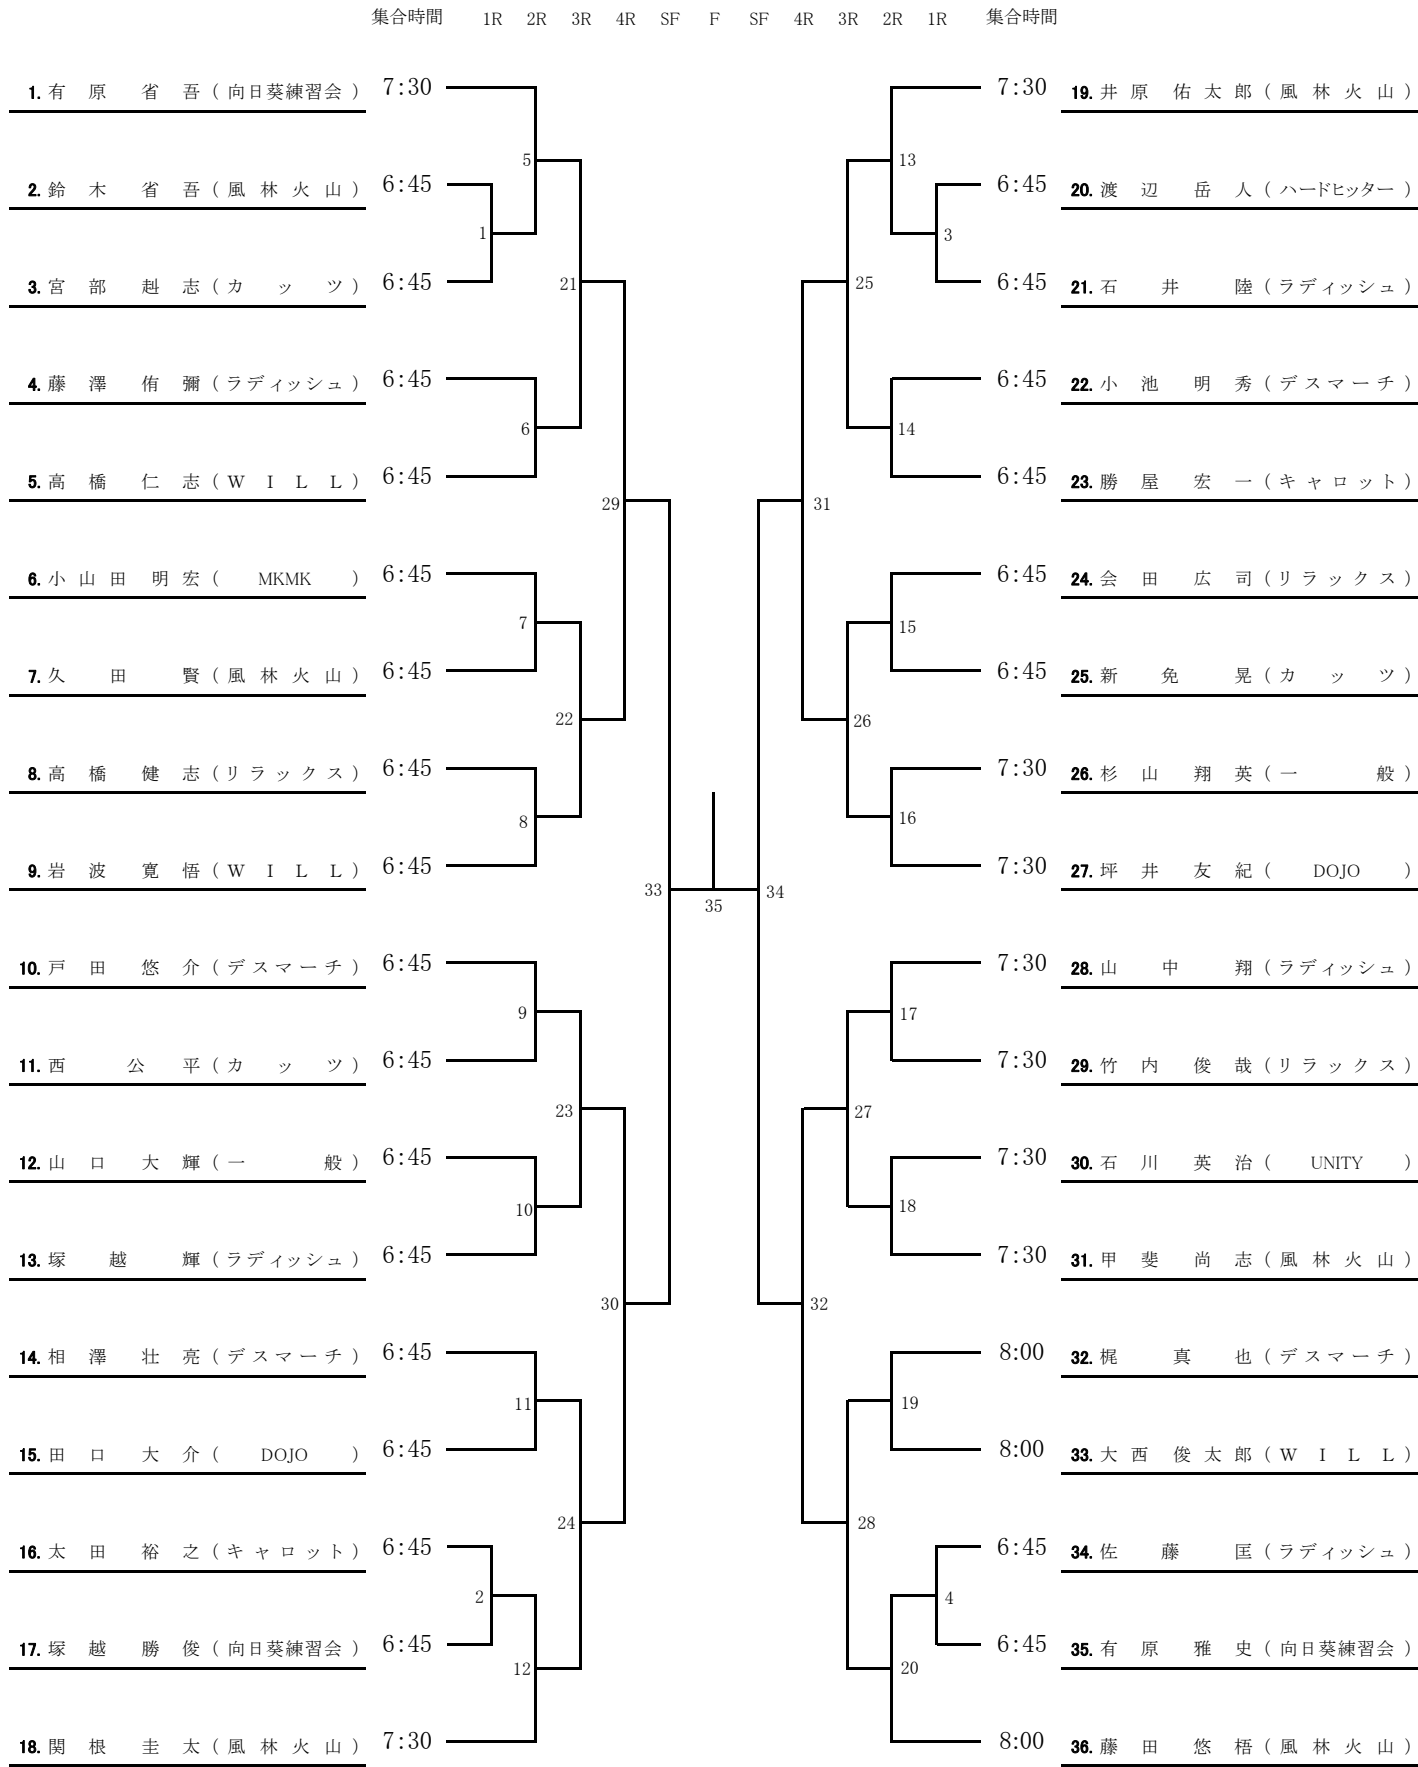 集合時間 1R 2R 3R 4R SF F SF 4R 3R 2R 1R 集合時間
1. 有原 省吾 (向日葵練習会) 7:30
2. 鈴木 省吾 (風林火山) 6:45
3. 宮部 赳志 (カッツ) 6:45
4. 藤澤 侑彌 (ラディッシュ) 6:45
5. 高橋 仁志 (WILL) 6:45
6. 小山田 明宏 (MKMK) 6:45
7. 久田 賢 (風林火山) 6:45
8. 高橋 健志 (リラックス) 6:45
9. 岩波 寛悟 (WILL) 6:45
10. 戸田 悠介 (デスマーチ) 6:45
11. 西 公平 (カッツ) 6:45
12. 山口 大輝 (一般) 6:45
13. 塚越 輝 (ラディッシュ) 6:45
14. 相澤 壮亮 (デスマーチ) 6:45
15. 田口 大介 (DOJO) 6:45
16. 太田 裕之 (キャロット) 6:45
17. 塚越 勝俊 (向日葵練習会) 6:45
18. 関根 圭太 (風林火山) 7:30
1
2
5
6
7
8
9
10
11
12
21
22
23
24
29
30
33
35
34
31
32
25
26
27
28
13
14
15
16
17
18
19
20
3
4
7:30 19. 井原 佑太郎 (風林火山)
6:45 20. 渡辺 岳人 (ハードヒッター)
6:45 21. 石井 陸 (ラディッシュ)
6:45 22. 小池 明秀 (デスマーチ)
6:45 23. 勝屋 宏一 (キャロット)
6:45 24. 会田 広司 (リラックス)
6:45 25. 新免 晃 (カッツ)
7:30 26. 杉山 翔英 (一般)
7:30 27. 坪井 友紀 (DOJO)
7:30 28. 山中 翔 (ラディッシュ)
7:30 29. 竹内 俊哉 (リラックス)
7:30 30. 石川 英治 (UNITY)
7:30 31. 甲斐 尚志 (風林火山)
8:00 32. 梶 真也 (デスマーチ)
8:00 33. 大西 俊太郎 (WILL)
6:45 34. 佐藤 匡 (ラディッシュ)
6:45 35. 有原 雅史 (向日葵練習会)
8:00 36. 藤田 悠梧 (風林火山)